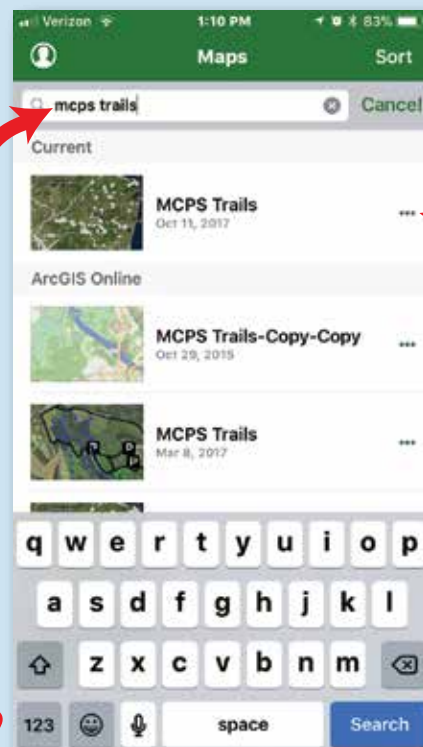 Verizon 1:10 PM 83%
Maps Sort
mcps trails Cancel
Current
MCPS Trails
Oct 11, 2017
ArcGIS Online
MCPS Trails-Copy-Copy
Oct 29, 2015
MCPS Trails
Mar 8, 2017
q w e r t y u i o p
a s d f g h j k l
z x c v b n m
123 space Search